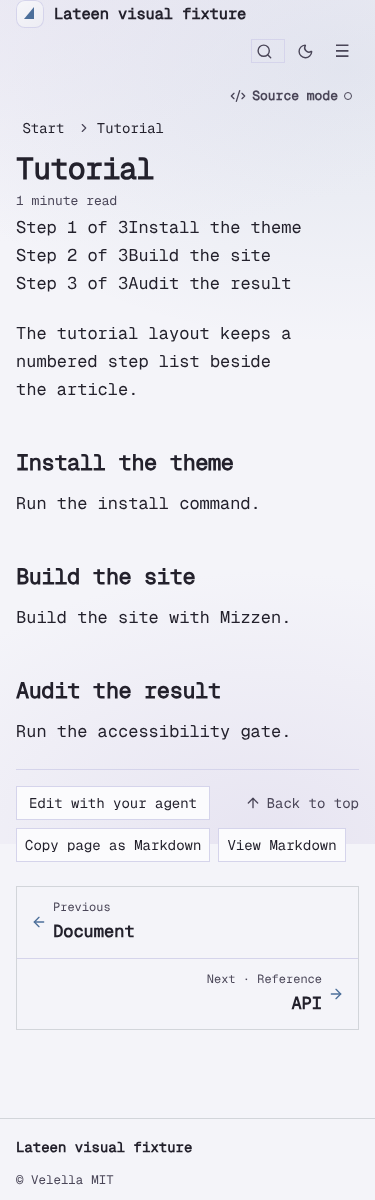 Lateen visual fixture
Source mode
Start > Tutorial
Tutorial
1 minute read
Step 1 of 3Install the theme
Step 2 of 3Build the site
Step 3 of 3Audit the result
The tutorial layout keeps a
numbered step list beside
the article.
Install the theme
Run the install command.
Build the site
Build the site with Mizzen.
Audit the result
Run the accessibility gate.
Edit with your agent
↑ Back to top
Copy page as Markdown
View Markdown
Previous
← Document
Next · Reference
API →
Lateen visual fixture
© Velella MIT